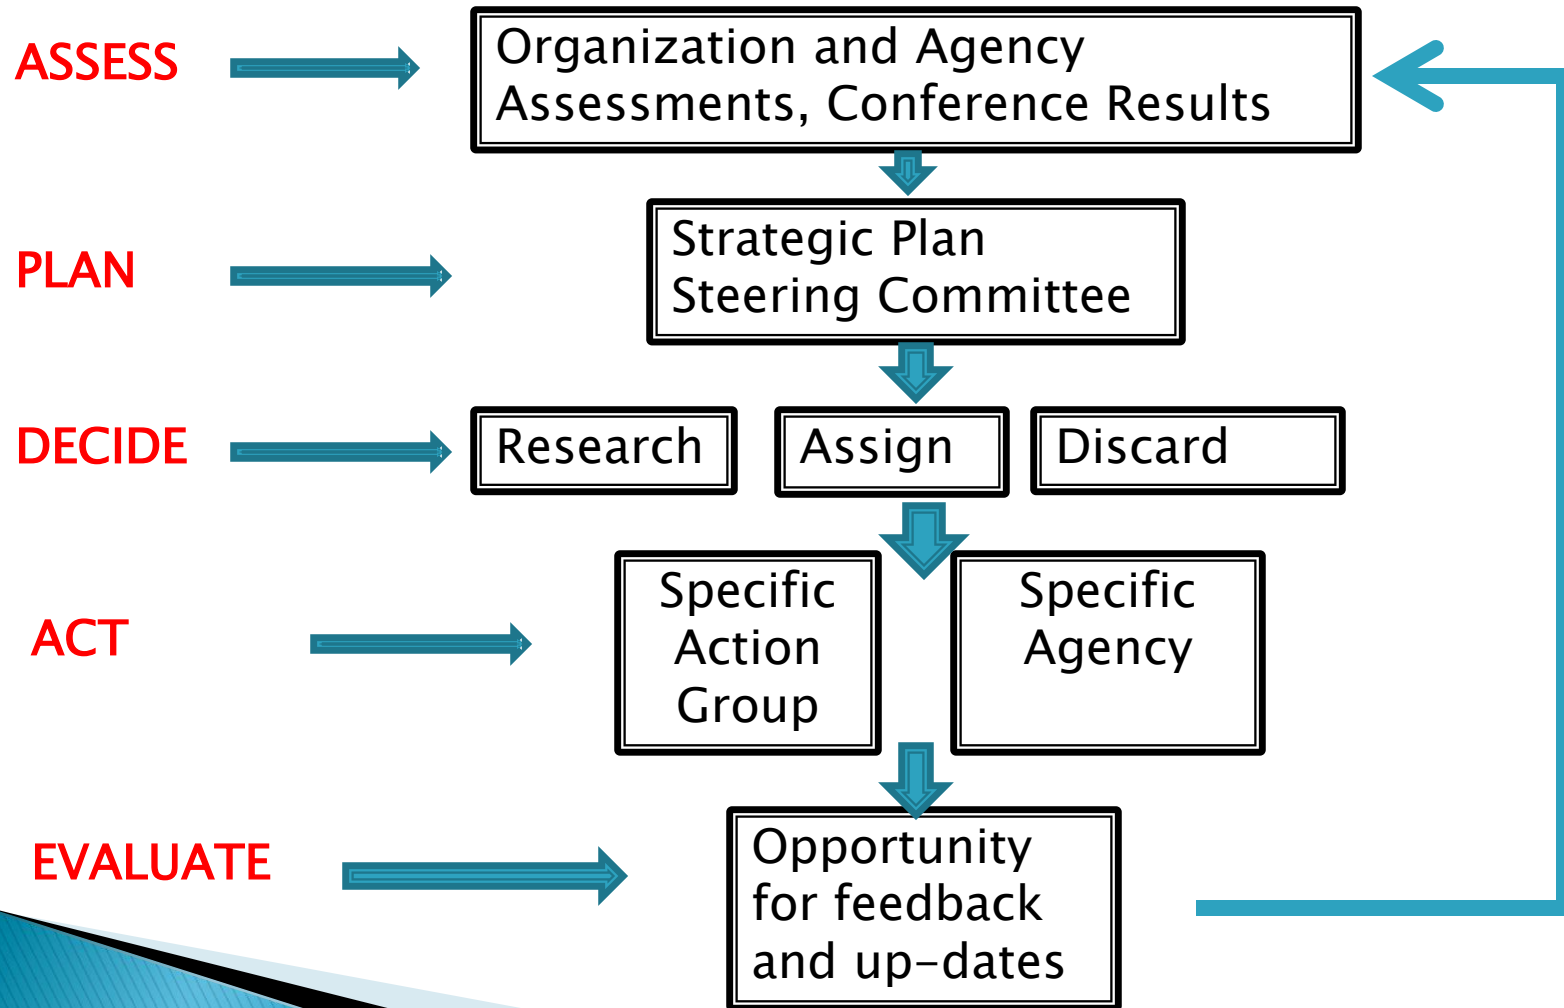 ASSESS
Organization and Agency
Assessments, Conference Results
PLAN
Strategic Plan
Steering Committee
DECIDE
Research
Assign
Discard
ACT
Specific
Action
Group
Specific
Agency
EVALUATE
Opportunity
for feedback
and up-dates